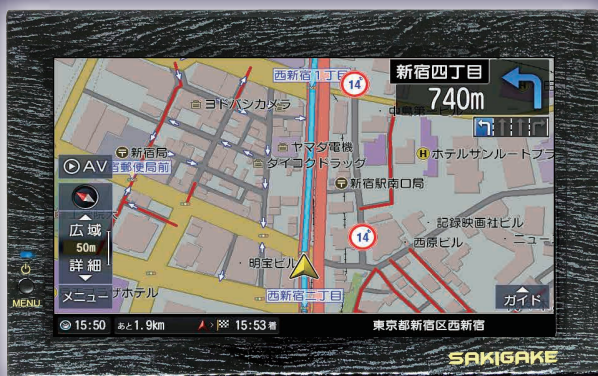 西新宿1丁目
14
新宿四丁目
740m
ヨドバシカメラ
ヤマダ電機
ダイコクドラッグ
新宿局
宿郵便局前
AV
ホテルサンルートプラ
新宿駅南口局
記録映画社ビル
西原ビル
ニュー
14
広域
50m
詳細
メニュー
明宝ビル
ザホテル
西新宿二丁目
ガイド
MENU
15:50 あと1.9km 15:53着 東京都新宿区西新宿
SAKIGAKE